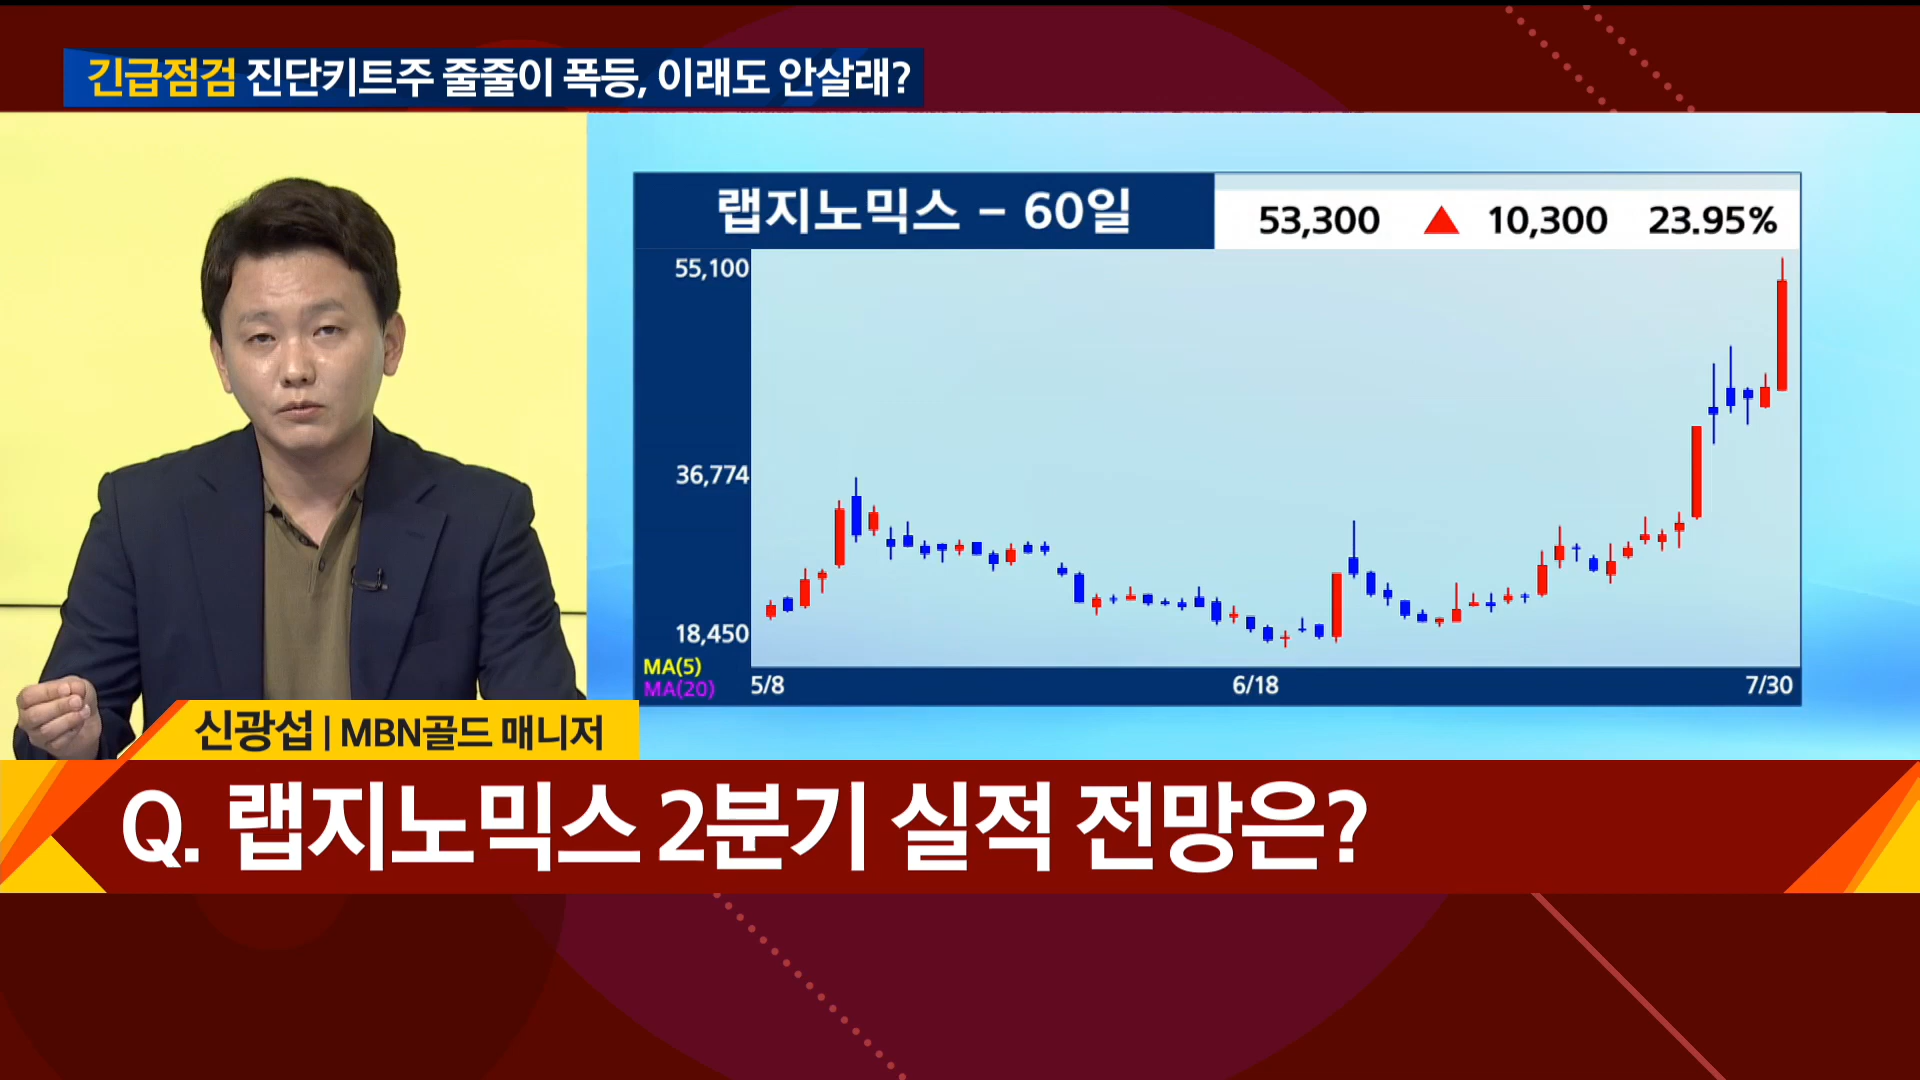 긴급점검 진단키트주 줄줄이 폭등, 이래도 안살래?
랩지노믹스 - 60일
53,300 ▲ 10,300 23.95%
55,100
36,774
18,450
MA(5)
MA(20)
5/8
6/18
7/30
신광섭 | MBN골드 매니저
Q. 랩지노믹스 2분기 실적 전망은?